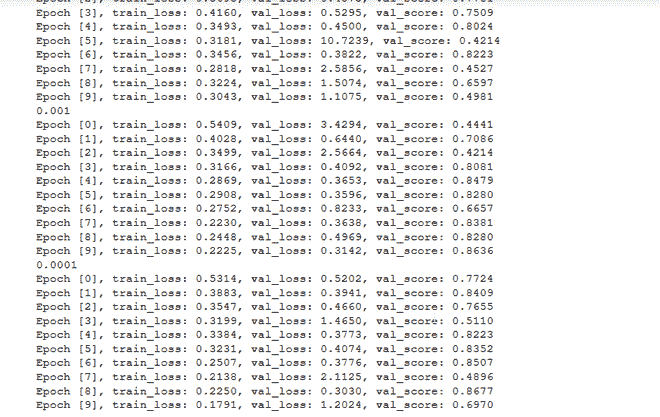 Epoch [3], train_loss: 0.4160, val_loss: 0.5295, val_score: 0.7509
Epoch [4], train_loss: 0.3493, val_loss: 0.4500, val_score: 0.8024
Epoch [5], train_loss: 0.3181, val_loss: 10.7239, val_score: 0.4214
Epoch [6], train_loss: 0.3456, val_loss: 0.3822, val_score: 0.8223
Epoch [7], train_loss: 0.2818, val_loss: 2.5856, val_score: 0.4527
Epoch [8], train_loss: 0.3224, val_loss: 1.5074, val_score: 0.6597
Epoch [9], train_loss: 0.3043, val_loss: 1.1075, val_score: 0.4981
0.001
Epoch [0], train_loss: 0.5409, val_loss: 3.4294, val_score: 0.4441
Epoch [1], train_loss: 0.4028, val_loss: 0.6440, val_score: 0.7086
Epoch [2], train_loss: 0.3499, val_loss: 2.5664, val_score: 0.4214
Epoch [3], train_loss: 0.3166, val_loss: 0.4092, val_score: 0.8081
Epoch [4], train_loss: 0.2869, val_loss: 0.3653, val_score: 0.8479
Epoch [5], train_loss: 0.2908, val_loss: 0.3596, val_score: 0.8280
Epoch [6], train_loss: 0.2752, val_loss: 0.8233, val_score: 0.6657
Epoch [7], train_loss: 0.2230, val_loss: 0.3638, val_score: 0.8381
Epoch [8], train_loss: 0.2448, val_loss: 0.4969, val_score: 0.8280
Epoch [9], train_loss: 0.2225, val_loss: 0.3142, val_score: 0.8636
0.0001
Epoch [0], train_loss: 0.5314, val_loss: 0.5202, val_score: 0.7724
Epoch [1], train_loss: 0.3883, val_loss: 0.3941, val_score: 0.8409
Epoch [2], train_loss: 0.3547, val_loss: 0.4660, val_score: 0.7655
Epoch [3], train_loss: 0.3199, val_loss: 1.4650, val_score: 0.5110
Epoch [4], train_loss: 0.3384, val_loss: 0.3773, val_score: 0.8223
Epoch [5], train_loss: 0.3231, val_loss: 0.4074, val_score: 0.8352
Epoch [6], train_loss: 0.2507, val_loss: 0.3776, val_score: 0.8507
Epoch [7], train_loss: 0.2138, val_loss: 2.1125, val_score: 0.4896
Epoch [8], train_loss: 0.2250, val_loss: 0.3030, val_score: 0.8677
Epoch [9], train_loss: 0.1791, val_loss: 1.2024, val_score: 0.6970